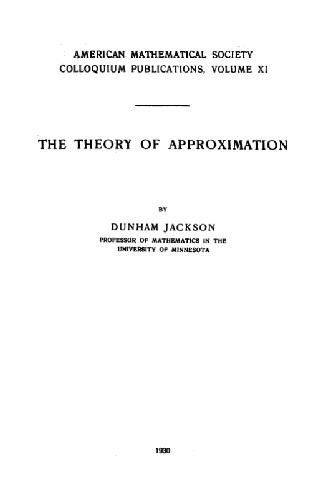 AMERICAN MATHEMATICAL SOCIETY
COLLOQUIUM PUBLICATIONS, VOLUME XI
THE THEORY OF APPROXIMATION
BY
DUNHAM JACKSON
PROFESSOR OF MATHEMATICS IN THE
UNIVERSITY OF MINNESOTA
1930